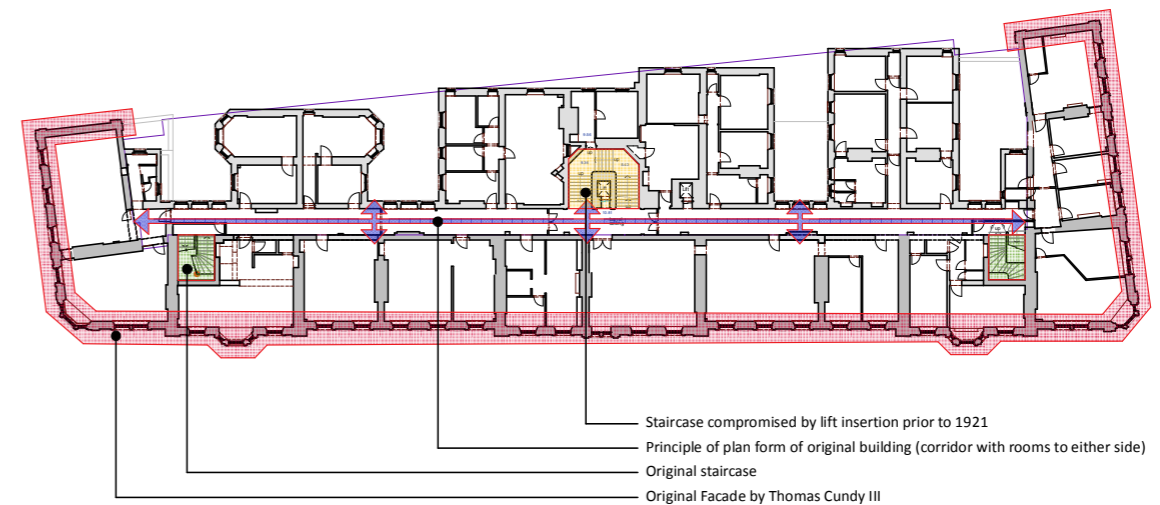 up
Staircase compromised by lift insertion prior to 1921
Principle of plan form of original building (corridor with rooms to either side)
Original staircase
Original Facade by Thomas Cundy III